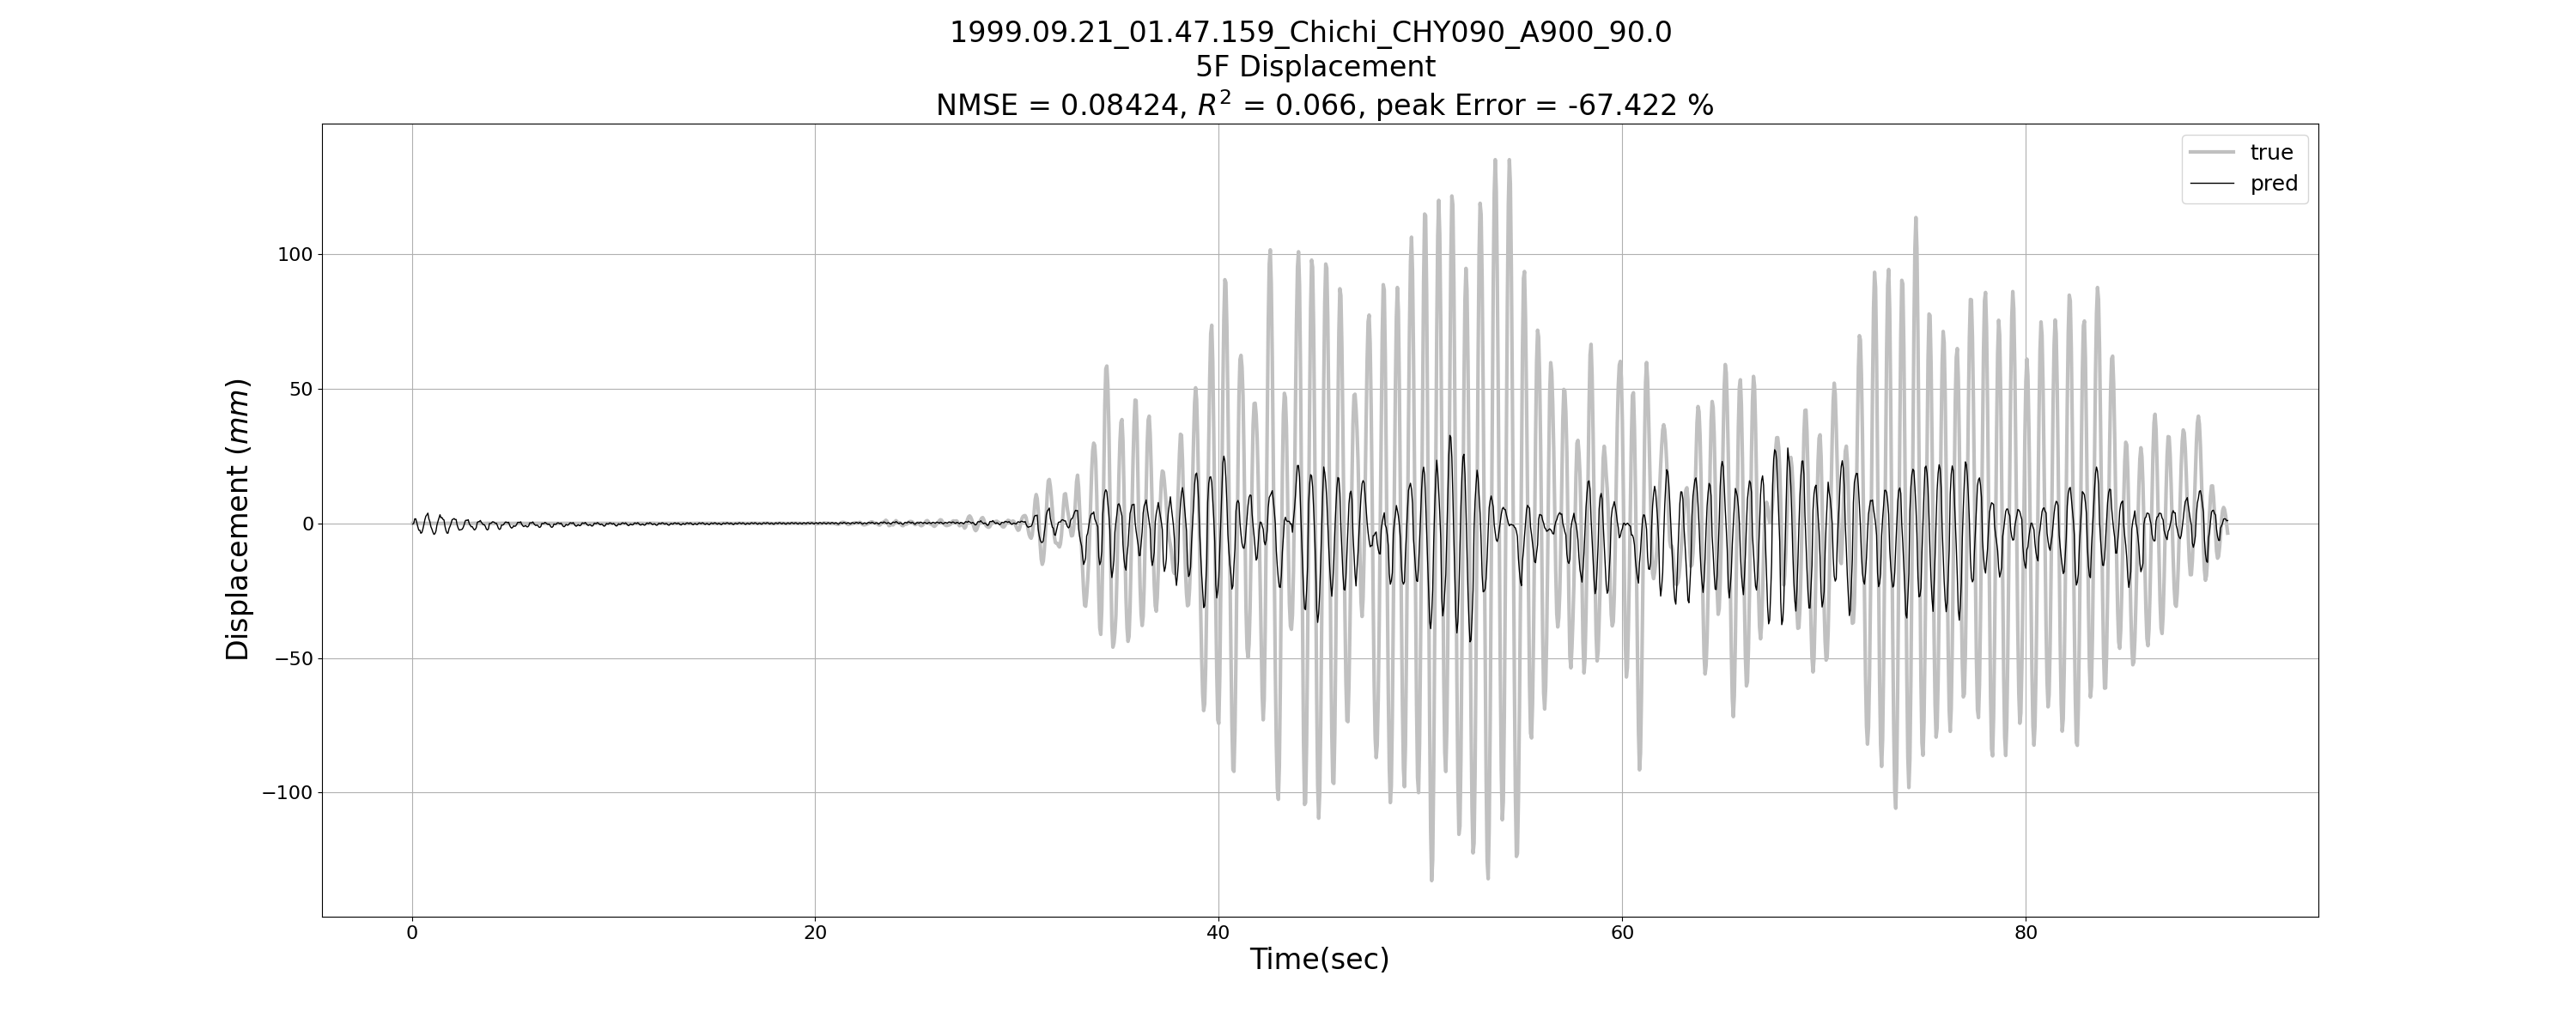 1999.09.21_01.47.159_Chichi_CHY090_A900_90.0
5F Displacement
NMSE = 0.08424, R² = 0.066, peak Error = -67.422 %
true
pred
Displacement (mm)
100
50
0
−50
−100
0 20 40 60 80
Time(sec)